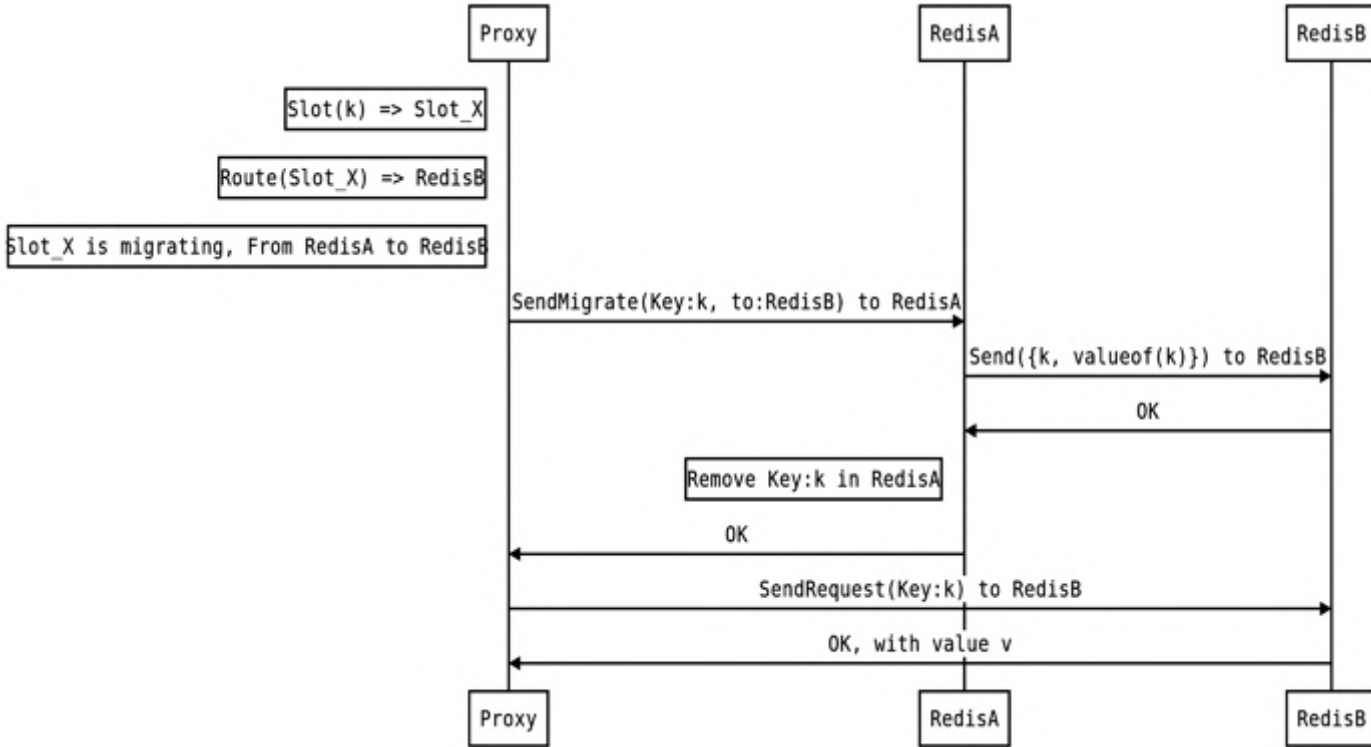 Proxy
RedisA
RedisB
Slot(k) => Slot_X
Route(Slot_X) => RedisB
Slot_X is migrating, From RedisA to RedisB
SendMigrate(Key:k, to:RedisB) to RedisA
Send({k, valueof(k)}) to RedisB
OK
Remove Key:k in RedisA
OK
SendRequest(Key:k) to RedisB
OK, with value v
Proxy
RedisA
RedisB